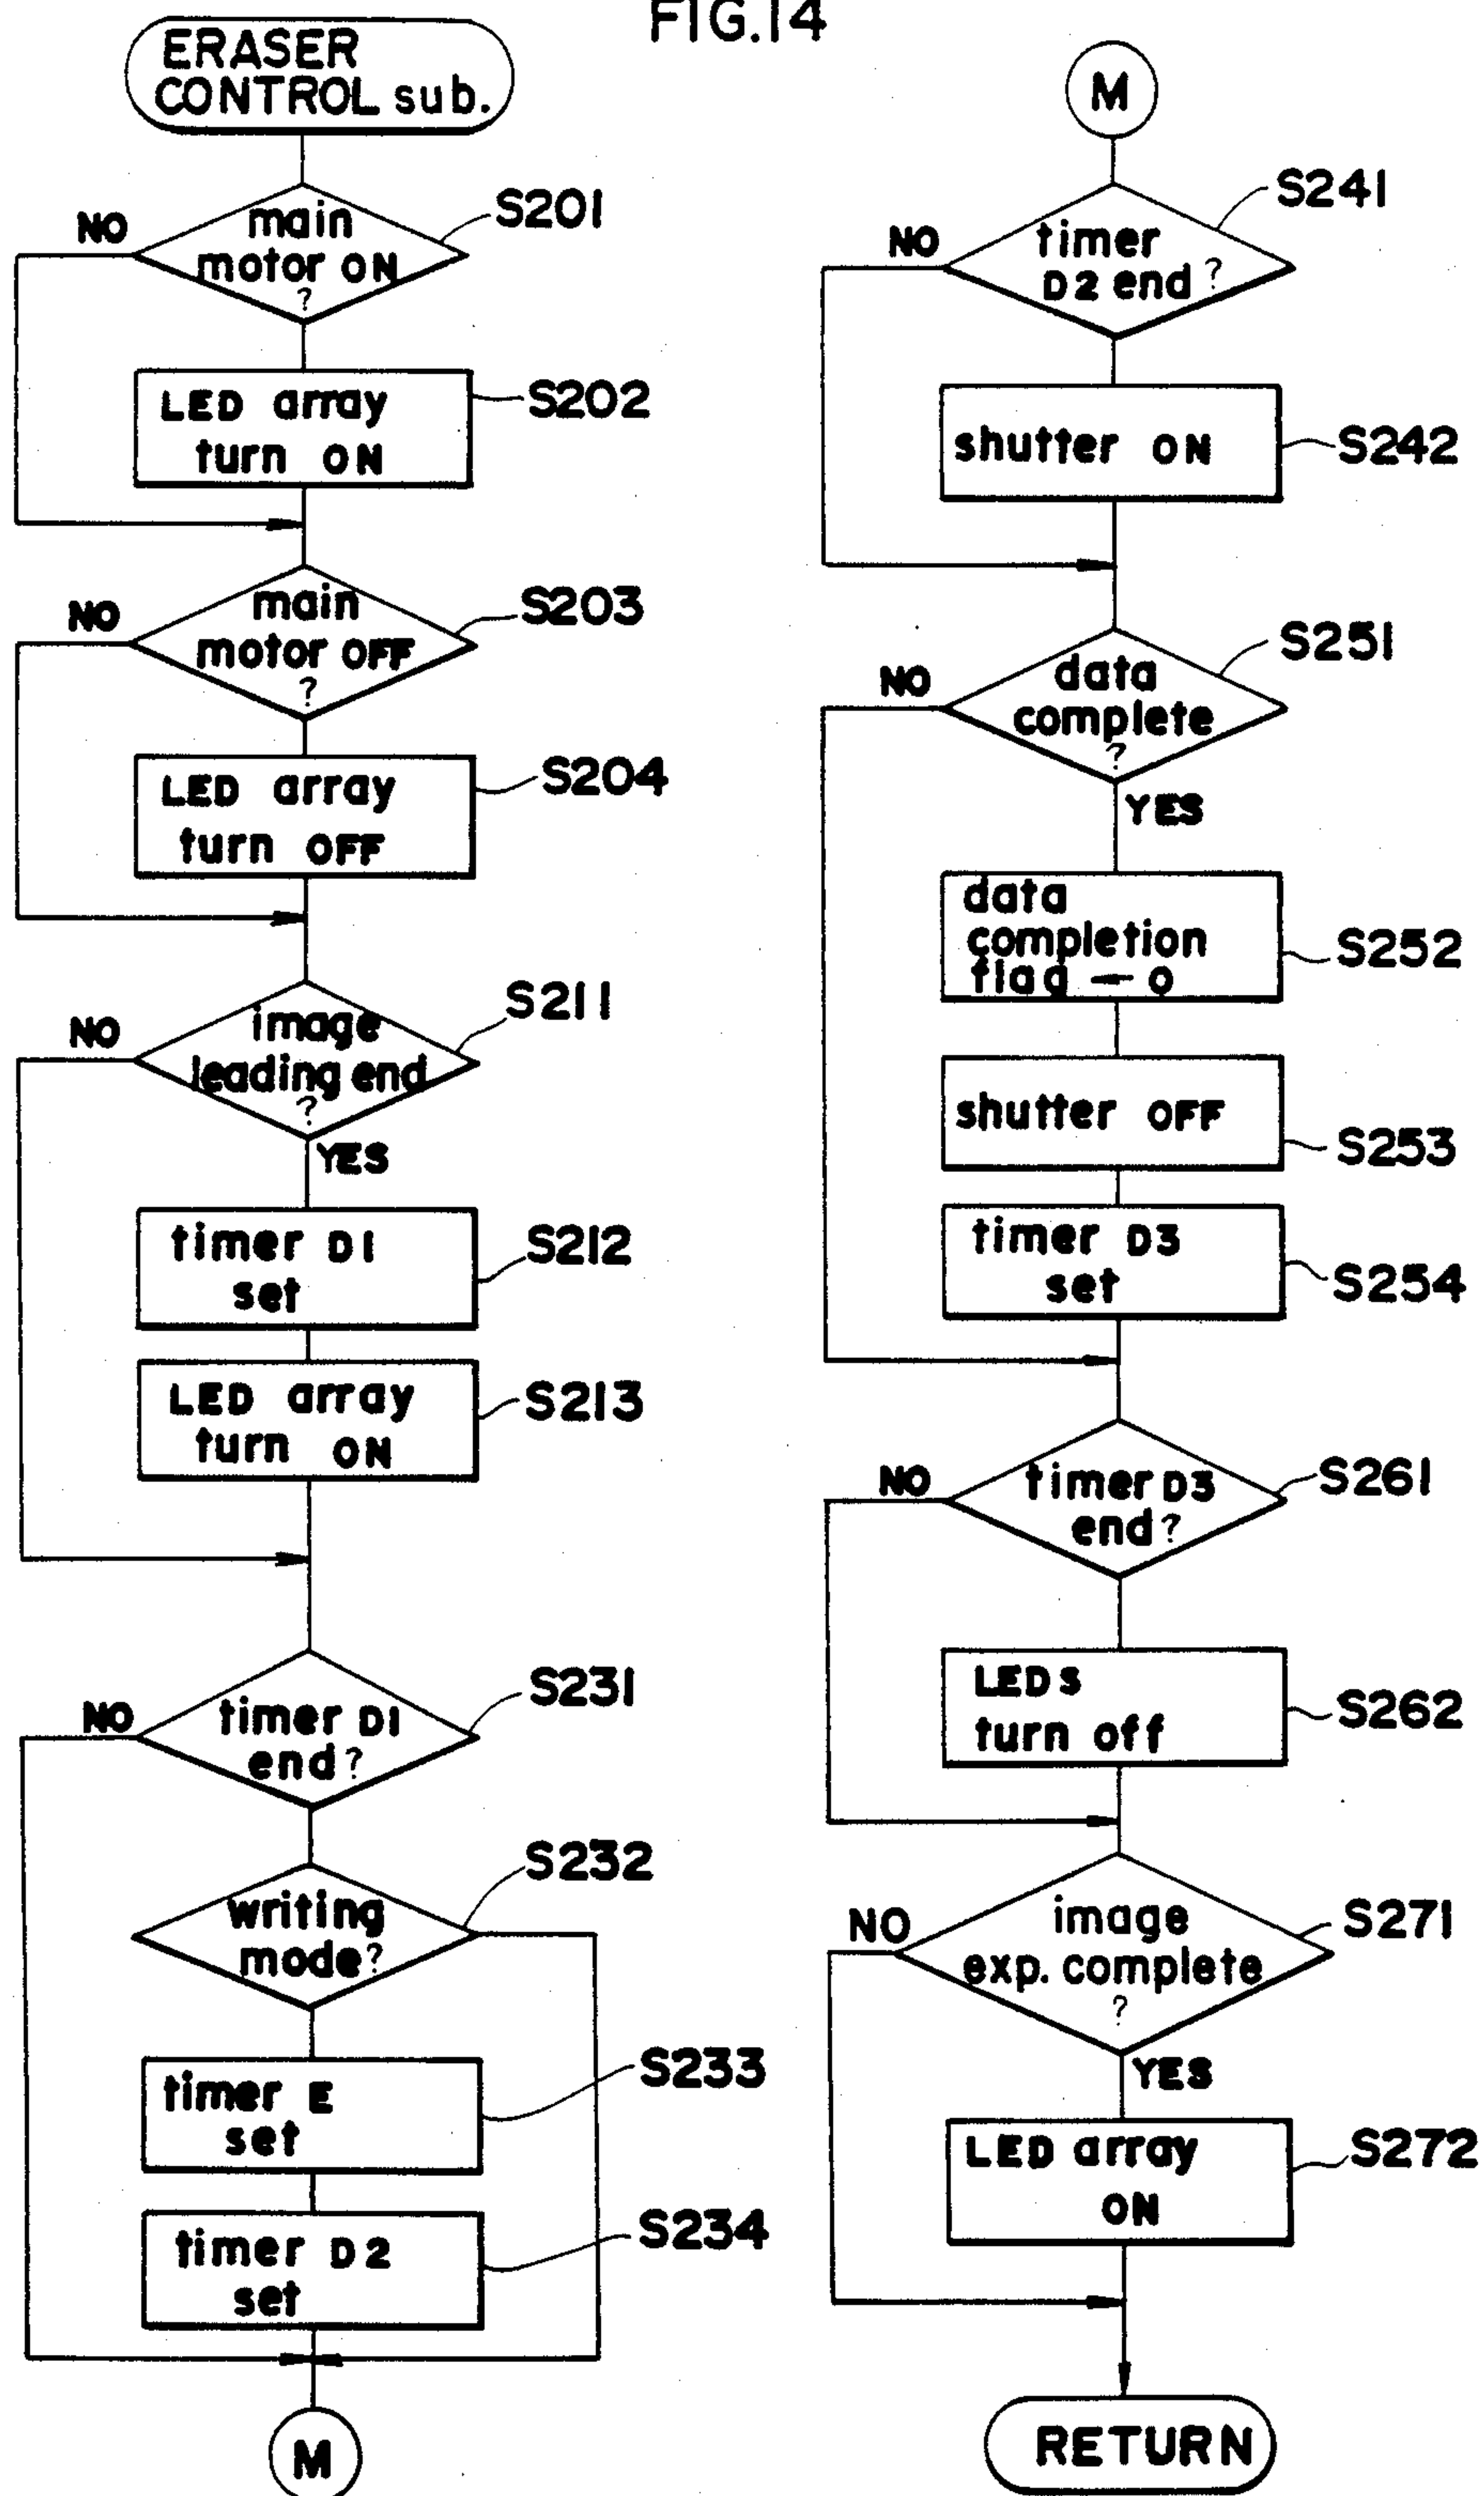 FIG.14
ERASER
CONTROL sub.
NO
main
motor ON
?
S201
LED array
turn ON
S202
NO
main
motor OFF
?
S203
LED array
turn OFF
S204
NO
image
leading end
?
S211
YES
timer D1
set
S212
LED array
turn ON
S213
NO
timer D1
end?
S231
writing
mode?
S232
timer E
set
S233
timer D2
set
S234
M
M
NO
timer
D2 end?
S241
shutter ON
S242
NO
data
complete
?
S251
YES
data
completion
flag — 0
S252
shutter OFF
S253
timer D3
set
S254
NO
timer D3
end?
S261
LEDs
turn off
S262
NO
image
exp. complete
?
S271
YES
LED array
ON
S272
RETURN